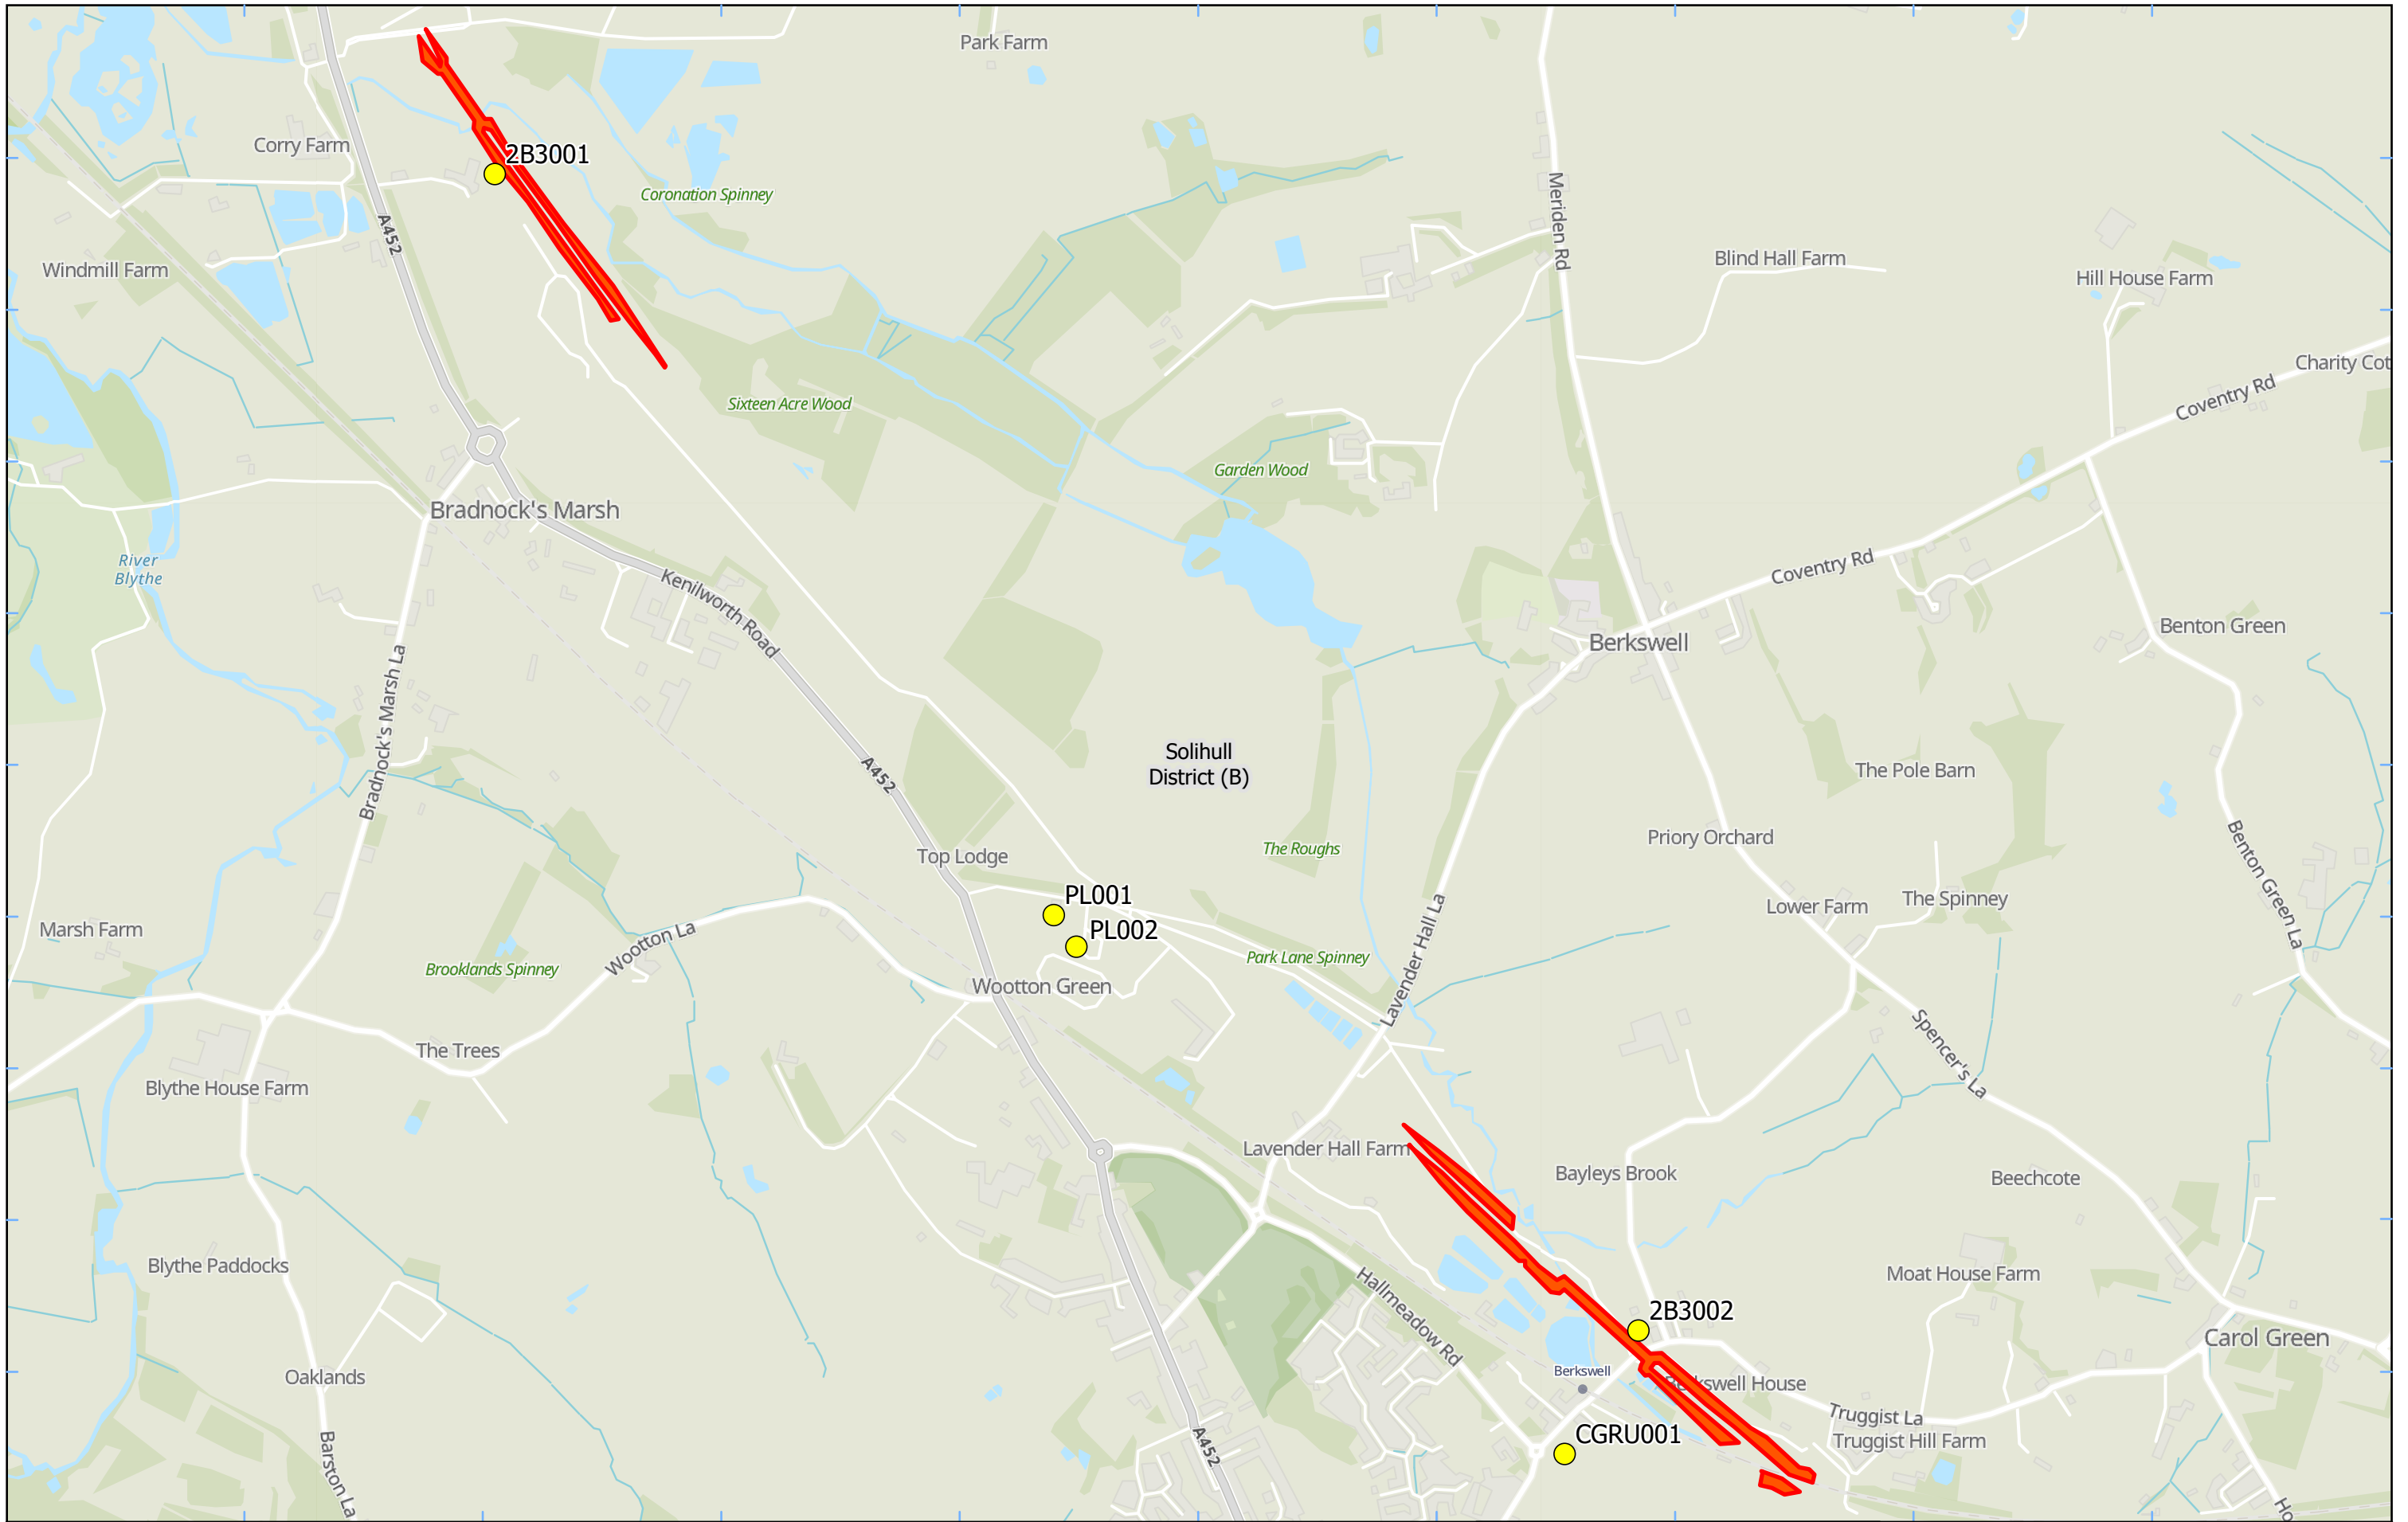 Park Farm
Corry Farm
2B3001
Coronation Spinney
A452
Meriden Rd
Windmill Farm
Blind Hall Farm
Hill House Farm
Charity Cot
Coventry Rd
Sixteen Acre Wood
Garden Wood
Bradnock's Marsh
River
Blythe
Kenilworth Road
Coventry Rd
Berkswell
Benton Green
Bradnock's Marsh La
Solihull
District (B)
A452
The Pole Barn
Priory Orchard
Benton Green La
Top Lodge
The Roughs
PL001
PL002
Lower Farm
The Spinney
Marsh Farm
Wootton La
Brooklands Spinney
Park Lane Spinney
Lavender Hall La
Wootton Green
The Trees
Spencer's La
Blythe House Farm
Lavender Hall Farm
Bayleys Brook
Beechcote
Blythe Paddocks
Moat House Farm
Hallmeadow Rd
2B3002
Carol Green
Oaklands
Berkswell
Berkswell House
Truggist La
Truggist Hill Farm
CGRU001
A452
Barston La
Ho